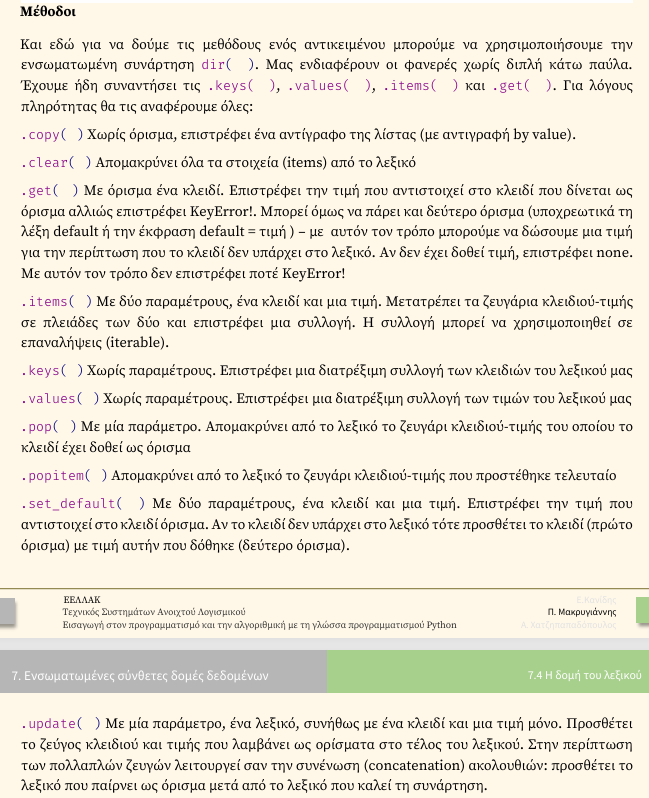 Μέθοδοι
Και εδώ για να δούμε τις μεθόδους ενός αντικειμένου μπορούμε να χρησιμοποιήσουμε την
ενσωματωμένη συνάρτηση dir( ). Μας ενδιαφέρουν οι φανερές χωρίς διπλή κάτω παύλα.
Έχουμε ήδη συναντήσει τις .keys( ), .values( ), .items( ) και .get( ). Για λόγους
πληρότητας θα τις αναφέρουμε όλες:
.copy( ) Χωρίς όρισμα, επιστρέφει ένα αντίγραφο της λίστας (με αντιγραφή by value).
.clear( ) Απομακρύνει όλα τα στοιχεία (items) από το λεξικό
.get( ) Με όρισμα ένα κλειδί. Επιστρέφει την τιμή που αντιστοιχεί στο κλειδί που δίνεται ως
όρισμα αλλιώς επιστρέφει KeyError!. Μπορεί όμως να πάρει και δεύτερο όρισμα (υποχρεωτικά τη
λέξη default ή την έκφραση default = τιμή ) – με αυτόν τον τρόπο μπορούμε να δώσουμε μια τιμή
για την περίπτωση που το κλειδί δεν υπάρχει στο λεξικό. Αν δεν έχει δοθεί τιμή, επιστρέφει none.
Με αυτόν τον τρόπο δεν επιστρέφει ποτέ KeyError!
.items( ) Με δύο παραμέτρους, ένα κλειδί και μια τιμή. Μετατρέπει τα ζευγάρια κλειδιού-τιμής
σε πλειάδες των δύο και επιστρέφει μια συλλογή. Η συλλογή μπορεί να χρησιμοποιηθεί σε
επαναλήψεις (iterable).
.keys( ) Χωρίς παραμέτρους. Επιστρέφει μια διατρέξιμη συλλογή των κλειδιών του λεξικού μας
.values( ) Χωρίς παραμέτρους. Επιστρέφει μια διατρέξιμη συλλογή των τιμών του λεξικού μας
.pop( ) Με μία παράμετρο. Απομακρύνει από το λεξικό το ζευγάρι κλειδιού-τιμής του οποίου το
κλειδί έχει δοθεί ως όρισμα
.popitem( ) Απομακρύνει από το λεξικό το ζευγάρι κλειδιού-τιμής που προστέθηκε τελευταίο
.set_default( ) Με δύο παραμέτρους, ένα κλειδί και μια τιμή. Επιστρέφει την τιμή που
αντιστοιχεί στο κλειδί όρισμα. Αν το κλειδί δεν υπάρχει στο λεξικό τότε προσθέτει το κλειδί (πρώτο
όρισμα) με τιμή αυτήν που δόθηκε (δεύτερο όρισμα).
ΕΕΛΛΑΚ
Ε.Κανίδης
Τεχνικός Συστημάτων Ανοιχτού Λογισμικού
Π. Μακρυγιάννης
Εισαγωγή στον προγραμματισμό και την αλγοριθμική με τη γλώσσα προγραμματισμού Python
Α. Χατζηπαπαδόπουλος
7. Ενσωματωμένες σύνθετες δομές δεδομένων
7.4 Η δομή του λεξικού
.update( ) Με μία παράμετρο, ένα λεξικό, συνήθως με ένα κλειδί και μια τιμή μόνο. Προσθέτει
το ζεύγος κλειδιού και τιμής που λαμβάνει ως ορίσματα στο τέλος του λεξικού. Στην περίπτωση
των πολλαπλών ζευγών λειτουργεί σαν την συνένωση (concatenation) ακολουθιών: προσθέτει το
λεξικό που παίρνει ως όρισμα μετά από το λεξικό που καλεί τη συνάρτηση.